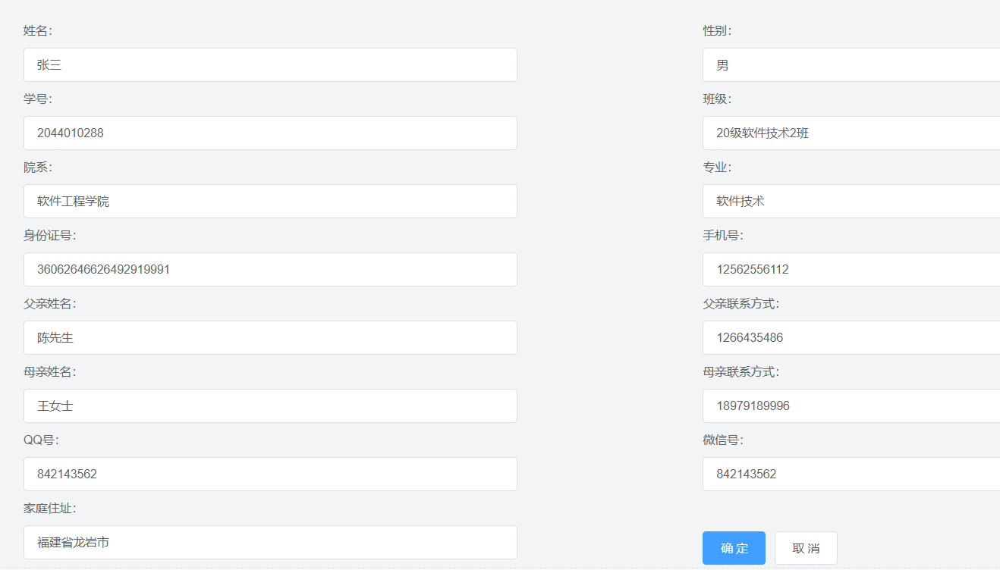 姓名：
性别：
张三
男
学号：
班级：
2044010288
20级软件技术2班
院系：
专业：
软件工程学院
软件技术
身份证号：
手机号：
36062646626492919991
12562556112
父亲姓名：
父亲联系方式：
陈先生
1266435486
母亲姓名：
母亲联系方式：
王女士
18979189996
QQ号：
微信号：
842143562
842143562
家庭住址：
福建省龙岩市
确 定
取 消